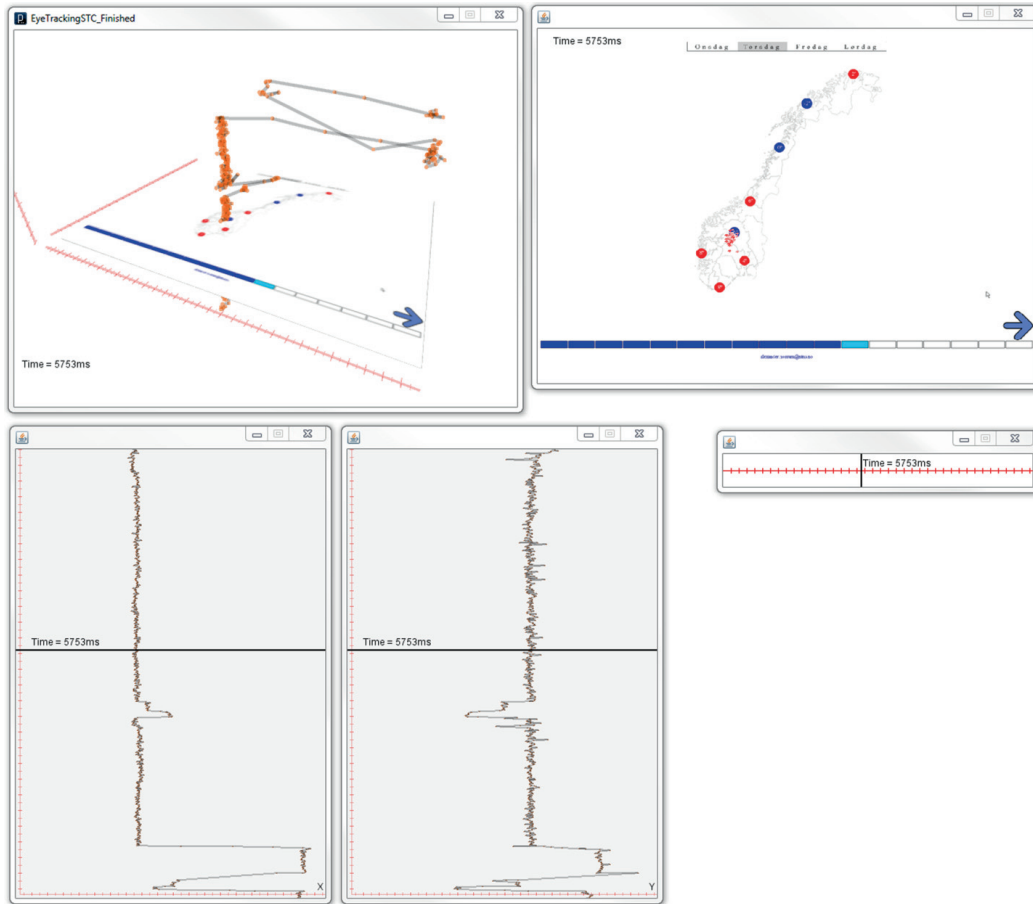 EyeTrackingSTC_Finished
Time = 5753ms
Time = 5753ms
Onsdag Torsdag Fredag Lørdag
Time = 5753ms
X
Time = 5753ms
Y
Time = 5753ms